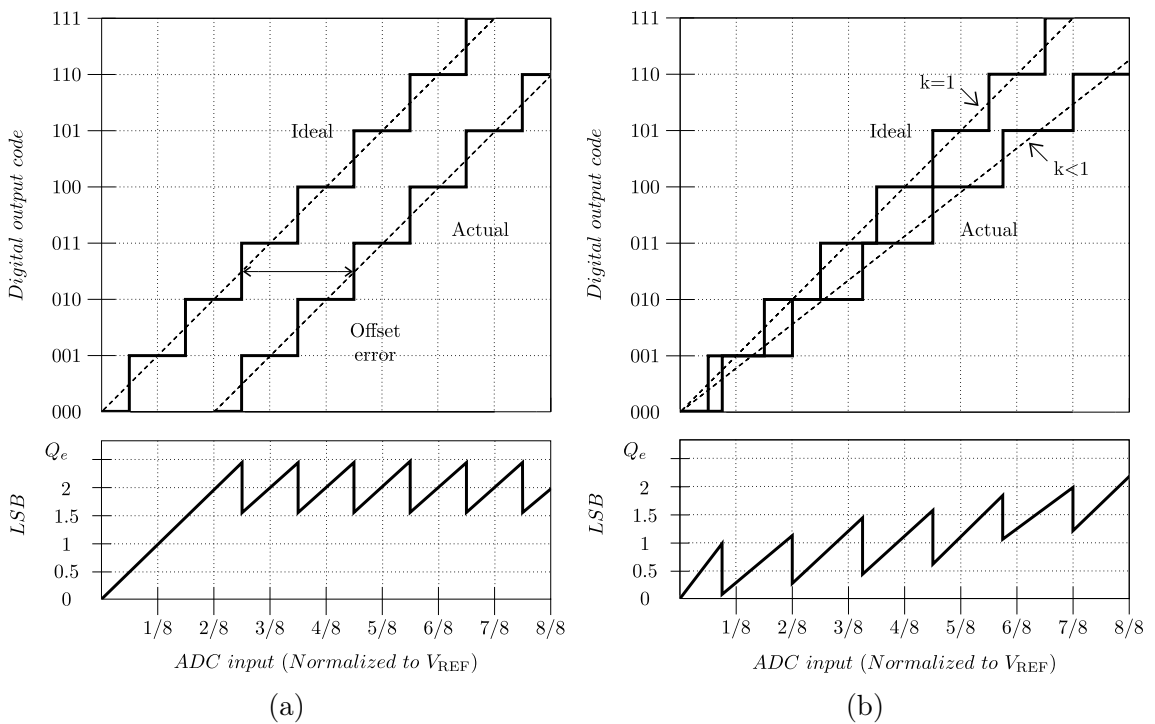 111
110
101
100
011
010
001
000
Digital output code
Ideal
Actual
Offset
error
Qe
2
1.5
1
0.5
0
LSB
1/8 2/8 3/8 4/8 5/8 6/8 7/8 8/8
ADC input (Normalized to VREF)
(a)
111
110
101
100
011
010
001
000
Digital output code
k=1
Ideal
k<1
Actual
Qe
2
1.5
1
0.5
0
LSB
1/8 2/8 3/8 4/8 5/8 6/8 7/8 8/8
ADC input (Normalized to VREF)
(b)